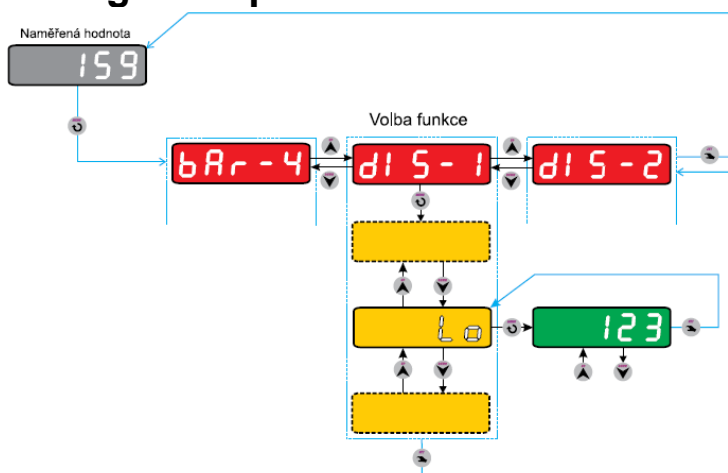 Naměřená hodnota
159
Volba funkce
bAr-4
dIS-1
dIS-2
Lo
123